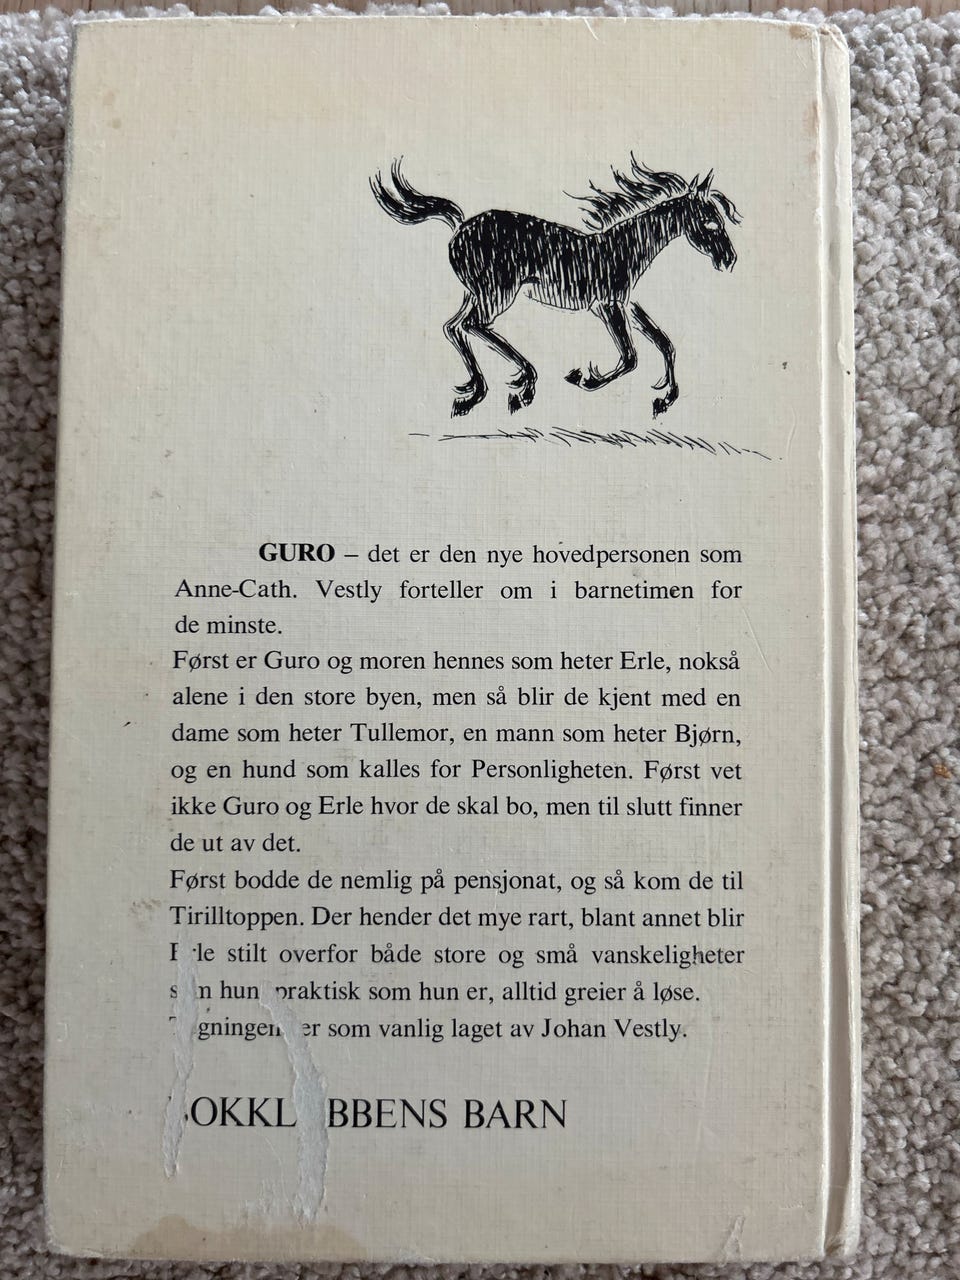 GURO – det er den nye hovedpersonen som
Anne-Cath. Vestly forteller om i barnetimen for
de minste.
Først er Guro og moren hennes som heter Erle, nokså
alene i den store byen, men så blir de kjent med en
dame som heter Tullemor, en mann som heter Bjørn,
og en hund som kalles for Personligheten. Først vet
ikke Guro og Erle hvor de skal bo, men til slutt finner
de ut av det.
Først bodde de nemlig på pensjonat, og så kom de til
Tirilltoppen. Der hender det mye rart, blant annet blir
Erle stilt overfor både store og små vanskeligheter
som hun praktisk som hun er, alltid greier å løse.
er som vanlig laget av Johan Vestly.
BOKKLUBBENS BARN